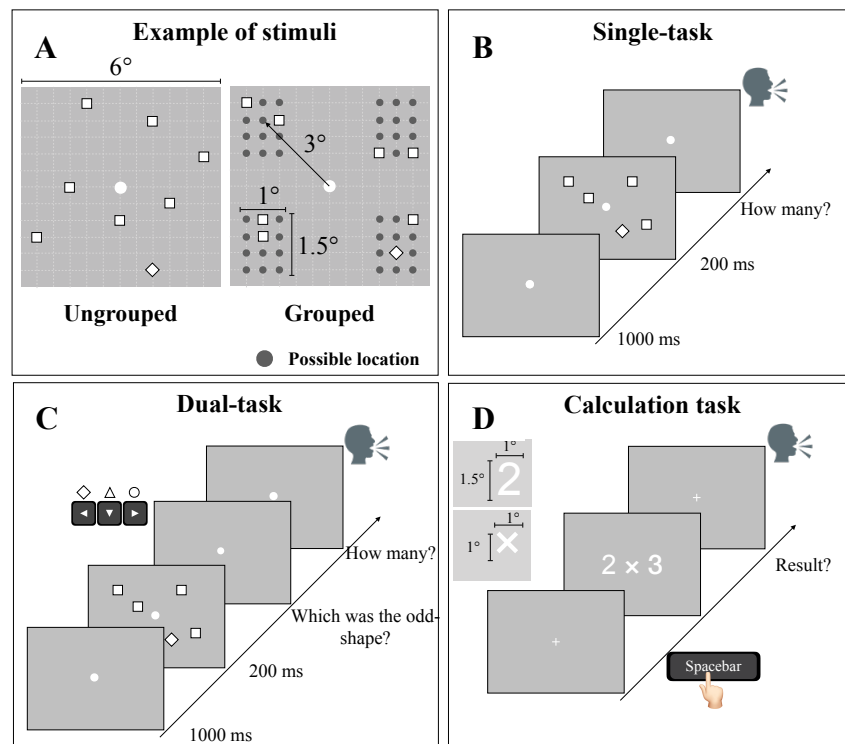 A
Example of stimuli
6°
3°
1°
1.5°
Ungrouped
Grouped
Possible location
B
Single-task
How many?
200 ms
1000 ms
C
Dual-task
How many?
Which was the odd-
shape?
200 ms
1000 ms
D
Calculation task
1°
1.5°
2
1°
1°
×
2 × 3
Result?
Spacebar